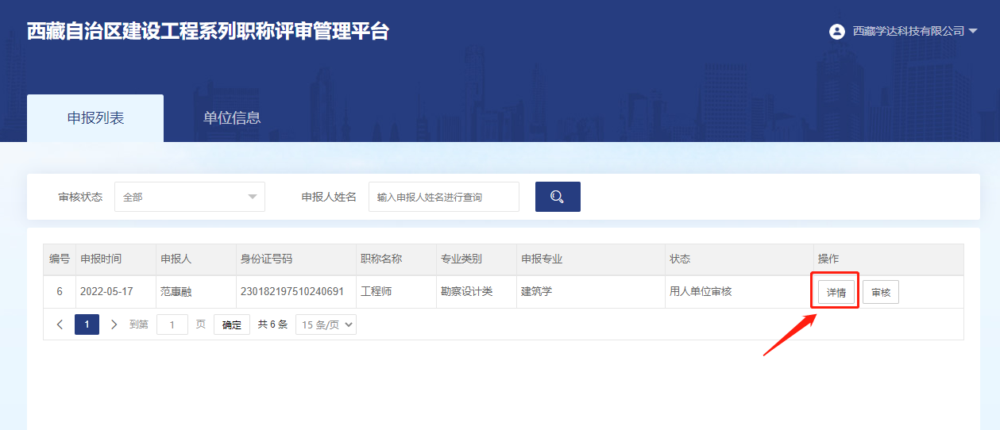 西藏自治区建设工程系列职称评审管理平台
西藏学达科技有限公司
申报列表 单位信息
审核状态 全部 申报人姓名 输入申报人姓名进行查询
编号 申报时间 申报人 身份证号码 职称名称 专业类别 申报专业 状态 操作
6 2022-05-17 范惠融 230182197510240691 工程师 勘察设计类 建筑学 用人单位审核 详情 审核
1 到第 1 页 确定 共 6 条 15 条/页